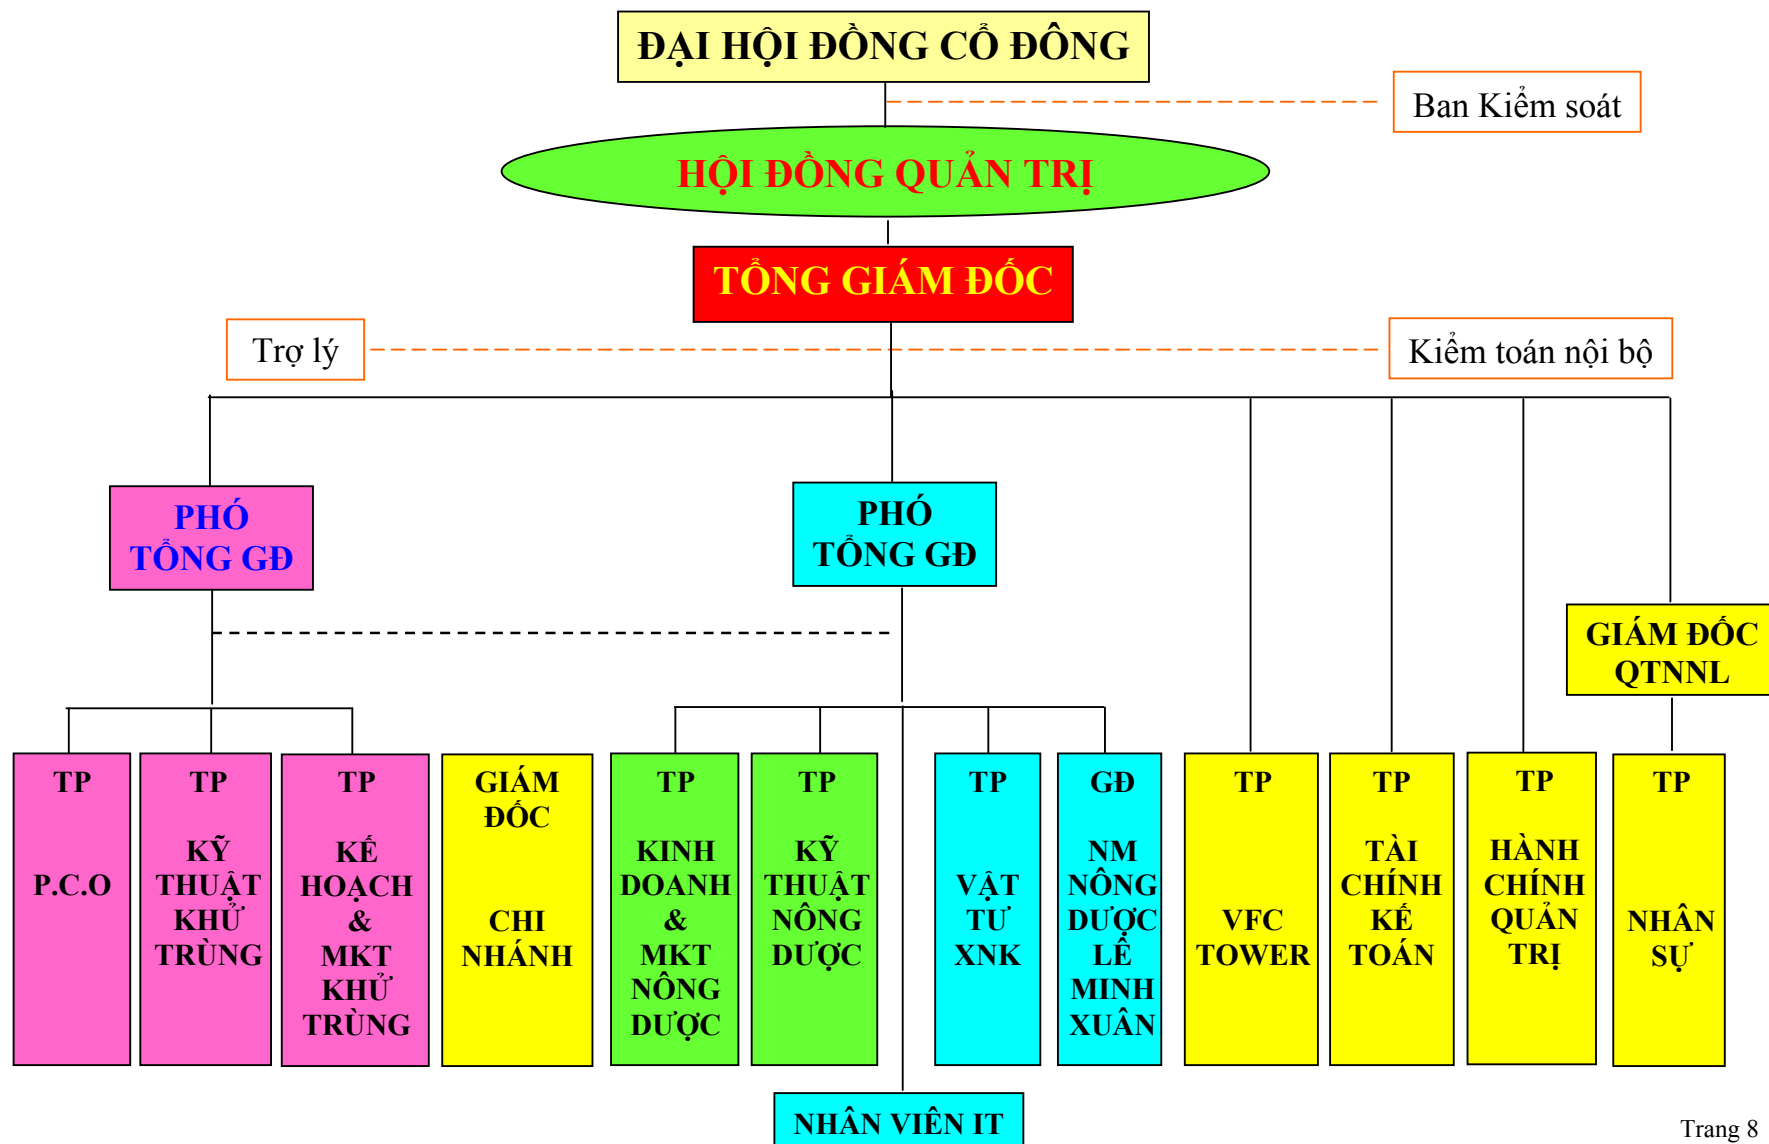 ĐẠI HỘI ĐỒNG CỔ ĐÔNG
Ban Kiểm soát
HỘI ĐỒNG QUẢN TRỊ
TỔNG GIÁM ĐỐC
Trợ lý
Kiểm toán nội bộ
PHÓ
TỔNG GĐ
PHÓ
TỔNG GĐ
GIÁM ĐỐC
QTNNL
TP
P.C.O
TP
KỸ
THUẬT
KHỬ
TRÙNG
TP
KẾ
HOẠCH
&
MKT
KHỬ
TRÙNG
GIÁM
ĐỐC
CHI
NHÁNH
TP
KINH
DOANH
&
MKT
NÔNG
DƯỢC
TP
KỸ
THUẬT
NÔNG
DƯỢC
TP
VẬT
TƯ
XNK
GĐ
NM
NÔNG
DƯỢC
LÊ
MINH
XUÂN
TP
VFC
TOWER
TP
TÀI
CHÍNH
KẾ
TOÁN
TP
HÀNH
CHÍNH
QUẢN
TRỊ
TP
NHÂN
SỰ
NHÂN VIÊN IT
Trang 8